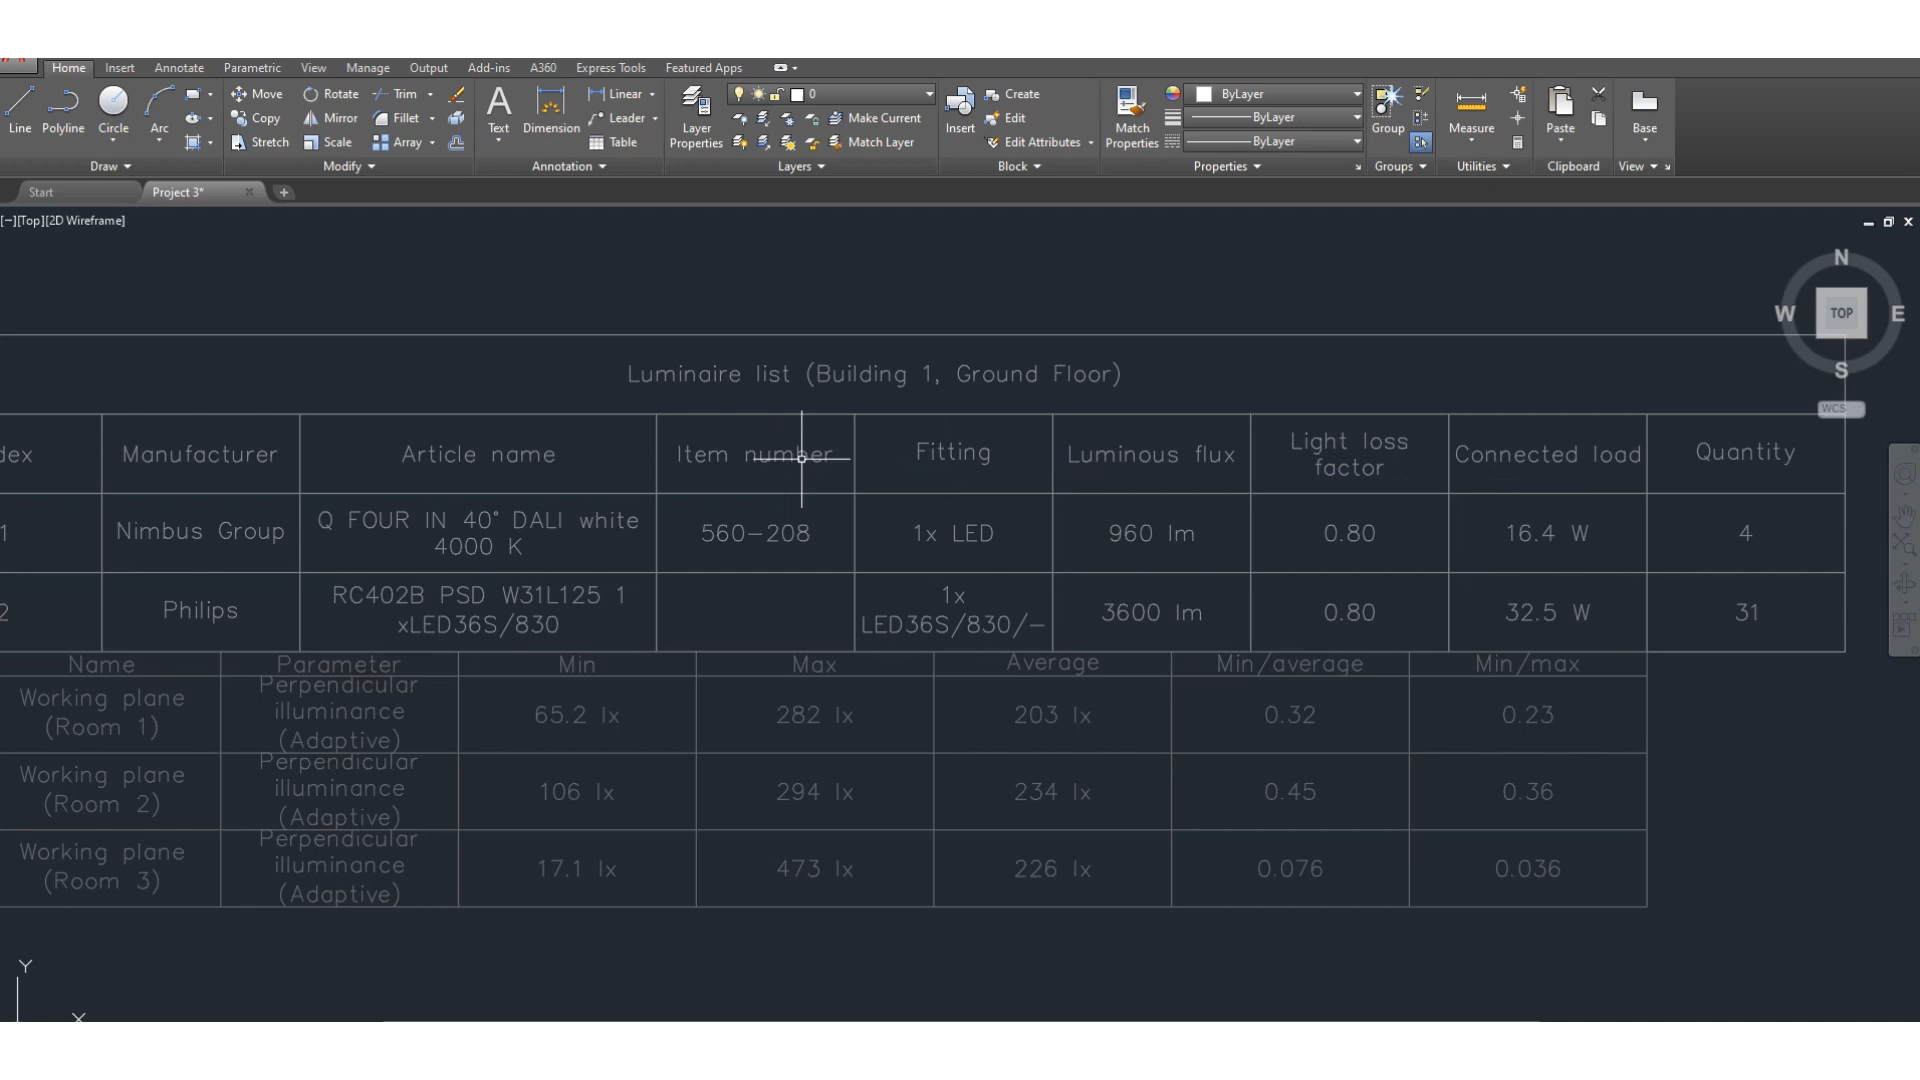 Home Insert Annotate Parametric View Manage Output Add-ins A360 Express Tools Featured Apps
Line Polyline Circle Arc
Move Rotate Trim
Copy Mirror Fillet
Stretch Scale Array
Text Dimension
Linear
Leader
Table
Layer Properties
0
Make Current
Match Layer
Insert
Create
Edit
Edit Attributes
Match Properties
ByLayer
ByLayer
ByLayer
Group
Measure
Paste
Base
Draw Modify Annotation Layers Block Properties Groups Utilities Clipboard View
Start Project 3*
[−][Top][2D Wireframe]
N
W TOP E
S
WCS
Luminaire list (Building 1, Ground Floor)
dex Manufacturer Article name Item number Fitting Luminous flux Light loss factor Connected load Quantity
1 Nimbus Group Q FOUR IN 40° DALI white 4000 K 560-208 1x LED 960 lm 0.80 16.4 W 4
2 Philips RC402B PSD W31L125 1 xLED36S/830 1x LED36S/830/- 3600 lm 0.80 32.5 W 31
Name Parameter Min Max Average Min/average Min/max
Working plane (Room 1) Perpendicular illuminance (Adaptive) 65.2 lx 282 lx 203 lx 0.32 0.23
Working plane (Room 2) Perpendicular illuminance (Adaptive) 106 lx 294 lx 234 lx 0.45 0.36
Working plane (Room 3) Perpendicular illuminance (Adaptive) 17.1 lx 473 lx 226 lx 0.076 0.036
Y
X